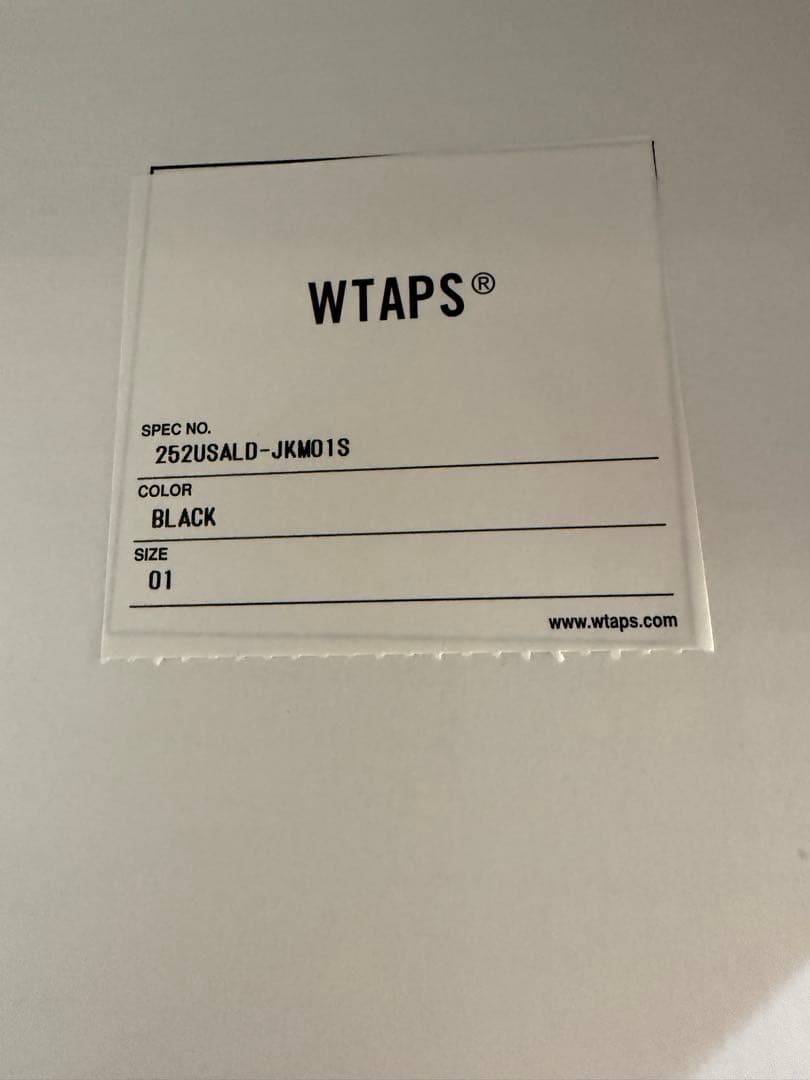 WTAPS®
SPEC NO.
252USALD-JKM01S
COLOR
BLACK
SIZE
01
www.wtaps.com